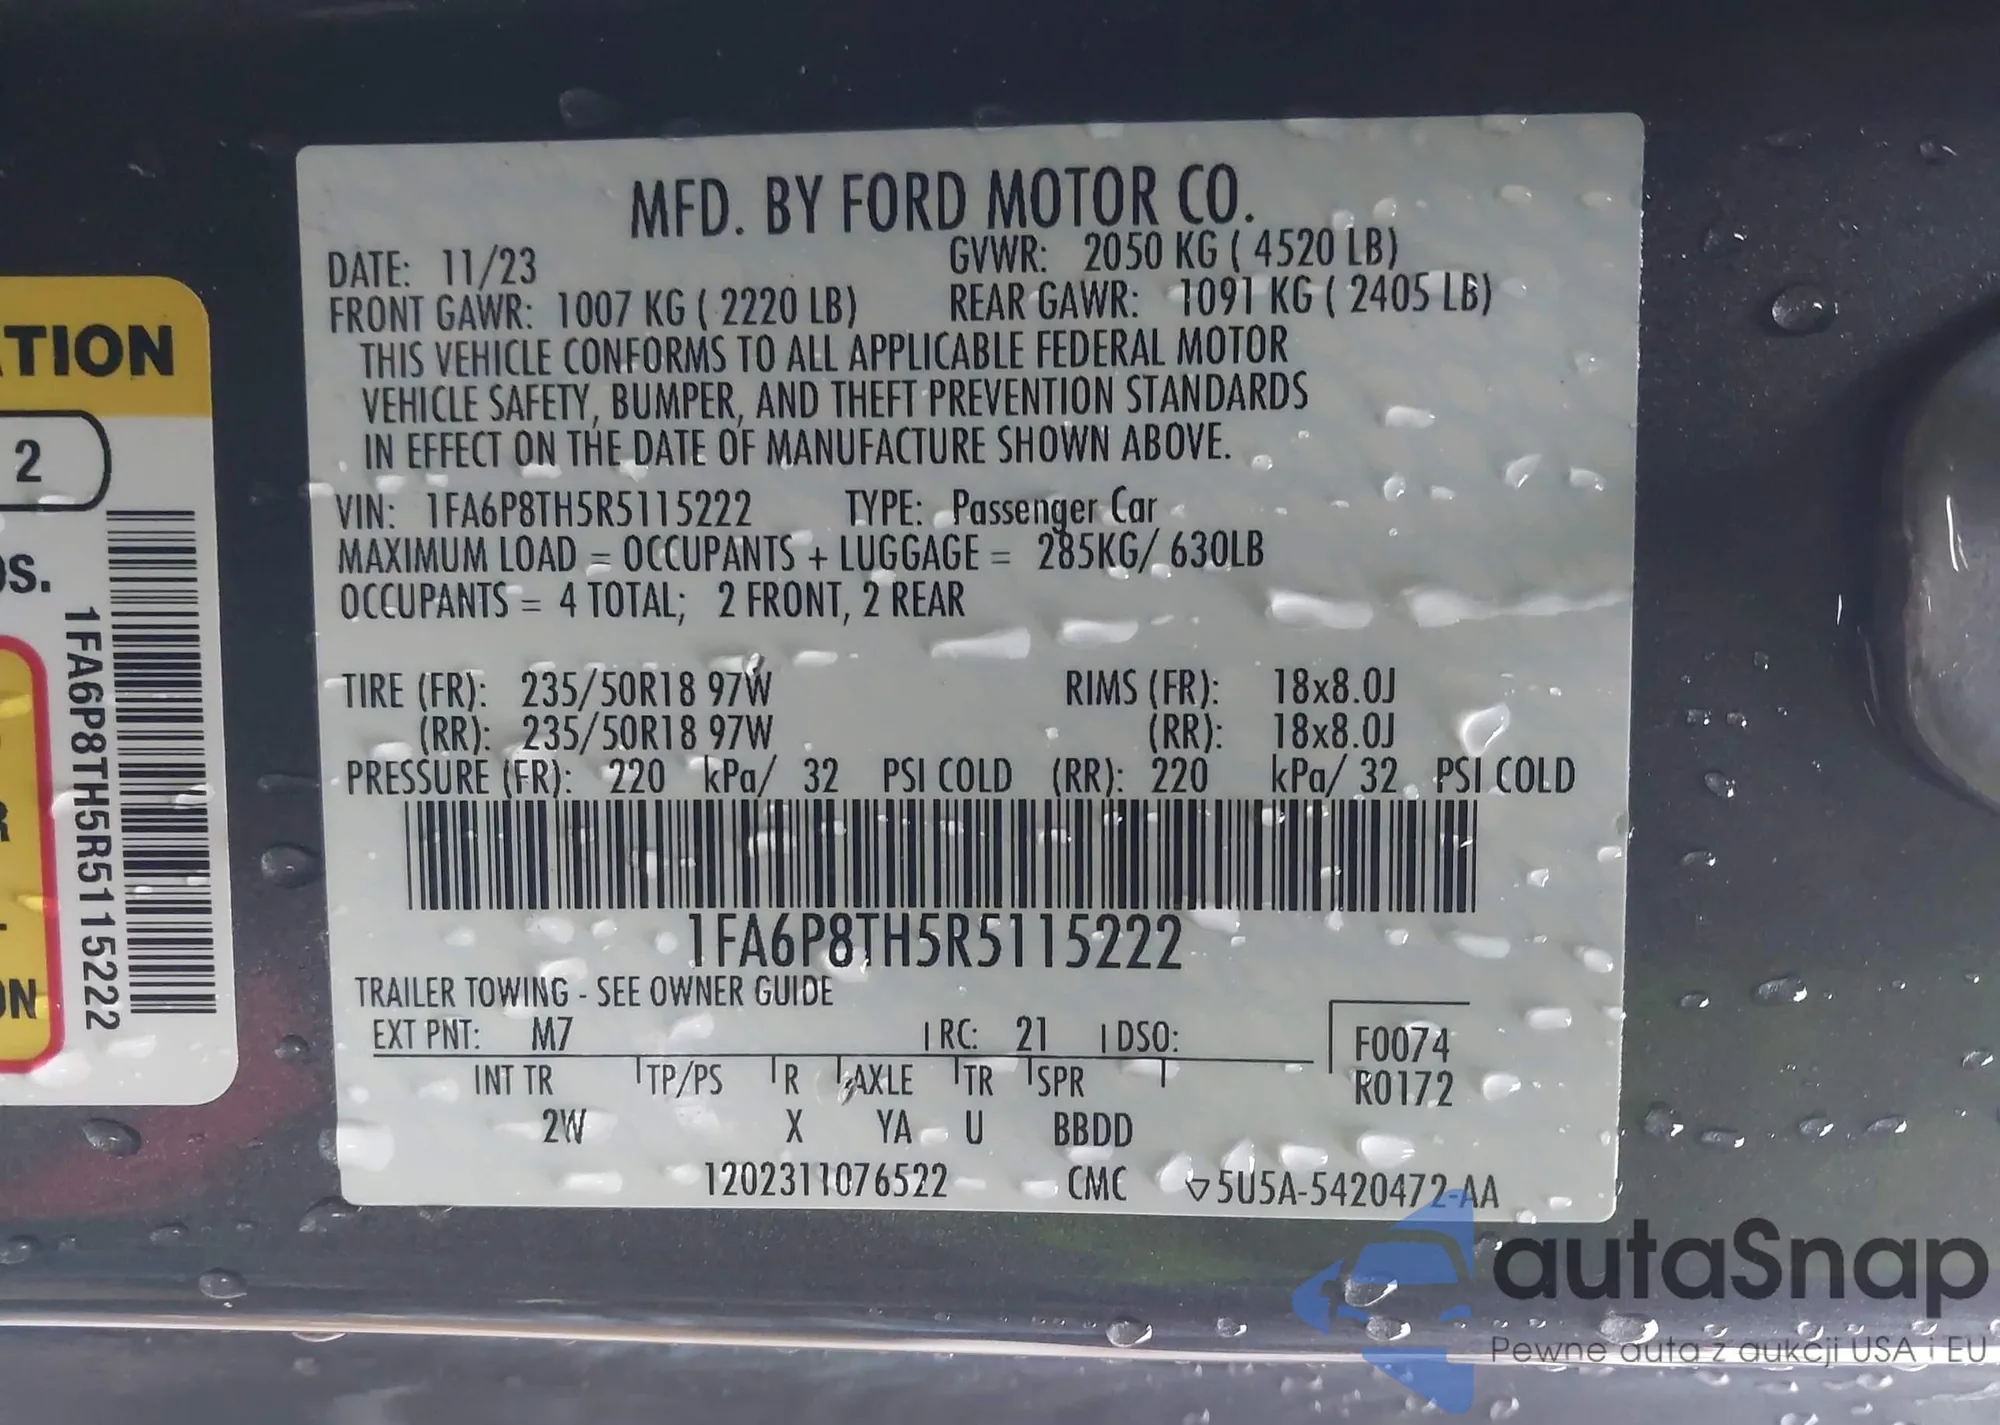 MFD. BY FORD MOTOR CO.
DATE: 11/23 GVWR: 2050 KG ( 4520 LB)
FRONT GAWR: 1007 KG ( 2220 LB) REAR GAWR: 1091 KG ( 2405 LB)
THIS VEHICLE CONFORMS TO ALL APPLICABLE FEDERAL MOTOR
VEHICLE SAFETY, BUMPER, AND THEFT PREVENTION STANDARDS
IN EFFECT ON THE DATE OF MANUFACTURE SHOWN ABOVE.
VIN: 1FA6P8TH5R5115222 TYPE: Passenger Car
MAXIMUM LOAD = OCCUPANTS + LUGGAGE = 285KG/ 630LB
OCCUPANTS = 4 TOTAL; 2 FRONT, 2 REAR
TIRE (FR): 235/50R18 97W RIMS (FR): 18x8.0J
(RR): 235/50R18 97W (RR): 18x8.0J
PRESSURE (FR): 220 kPa/ 32 PSI COLD (RR): 220 kPa/ 32 PSI COLD
1FA6P8TH5R5115222
TRAILER TOWING - SEE OWNER GUIDE
EXT PNT: M7 RC: 21 DSO: F0074
R0172
INT TR TP/PS R AXLE TR SPR
2W X YA U BBDD
1202311076522 CMC 5U5A-5420472-AA
TION
2
S.
R
ON
1FA6P8TH5R5115222
autaSnap
Pewne auta z aukcji USA i EU